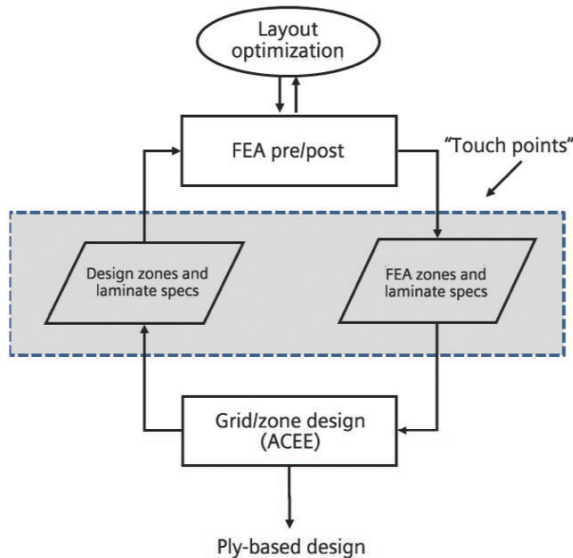 Layout
optimization
FEA pre/post
"Touch points"
Design zones and
laminate specs
FEA zones and
laminate specs
Grid/zone design
(ACEE)
Ply-based design